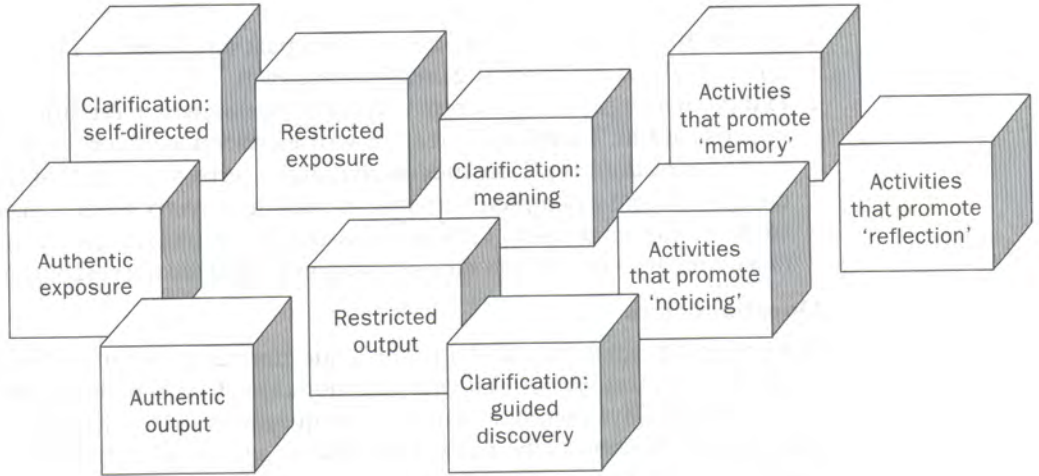 Clarification:
self-directed
Restricted
exposure
Clarification:
meaning
Activities
that promote
‘memory’
Activities
that promote
‘reflection’
Authentic
exposure
Restricted
output
Activities
that promote
‘noticing’
Authentic
output
Clarification:
guided
discovery